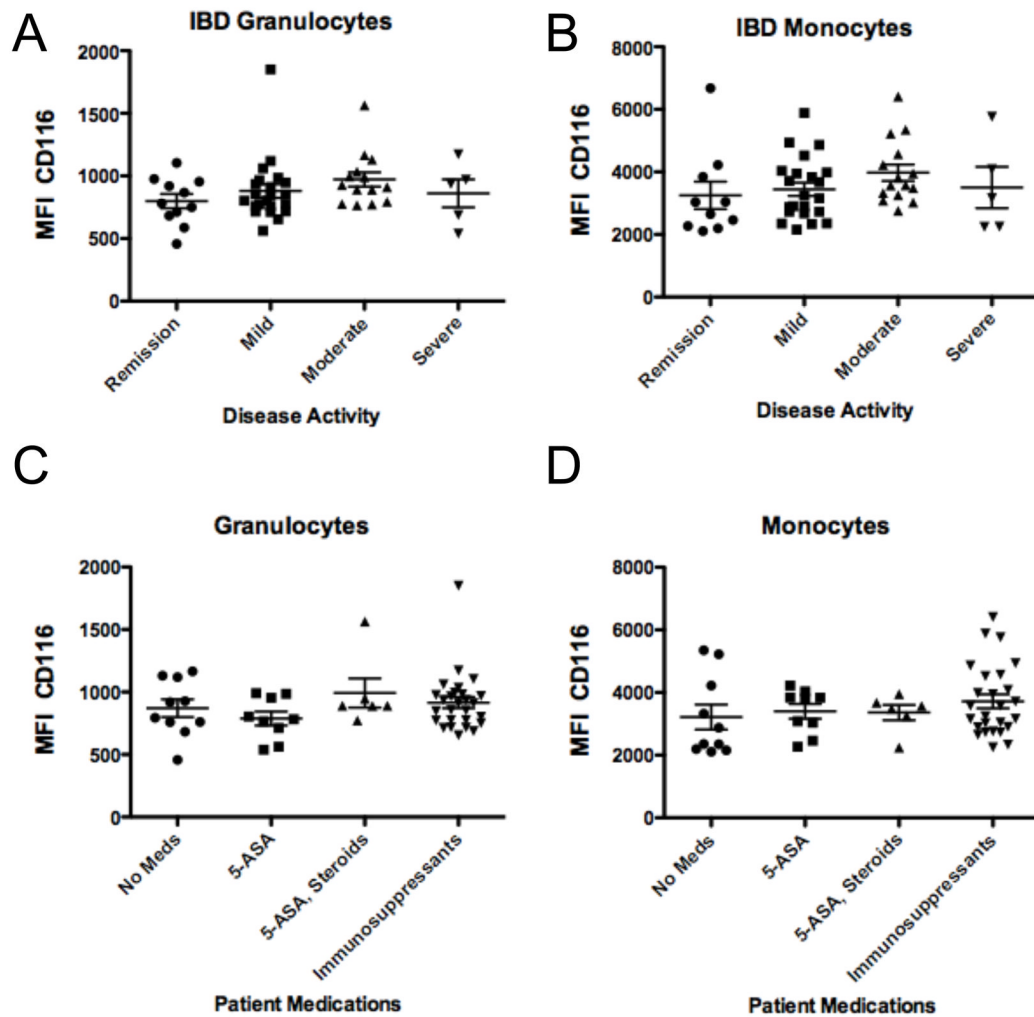 A
IBD Granulocytes
MFI CD116
2000
1500
1000
500
0
Remission
Mild
Moderate
Severe
Disease Activity
B
IBD Monocytes
MFI CD116
8000
6000
4000
2000
0
Remission
Mild
Moderate
Severe
Disease Activity
C
Granulocytes
MFI CD116
2000
1500
1000
500
0
No Meds
5-ASA
5-ASA, Steroids
Immunosuppressants
Patient Medications
D
Monocytes
MFI CD116
8000
6000
4000
2000
0
No Meds
5-ASA
5-ASA, Steroids
Immunosuppressants
Patient Medications